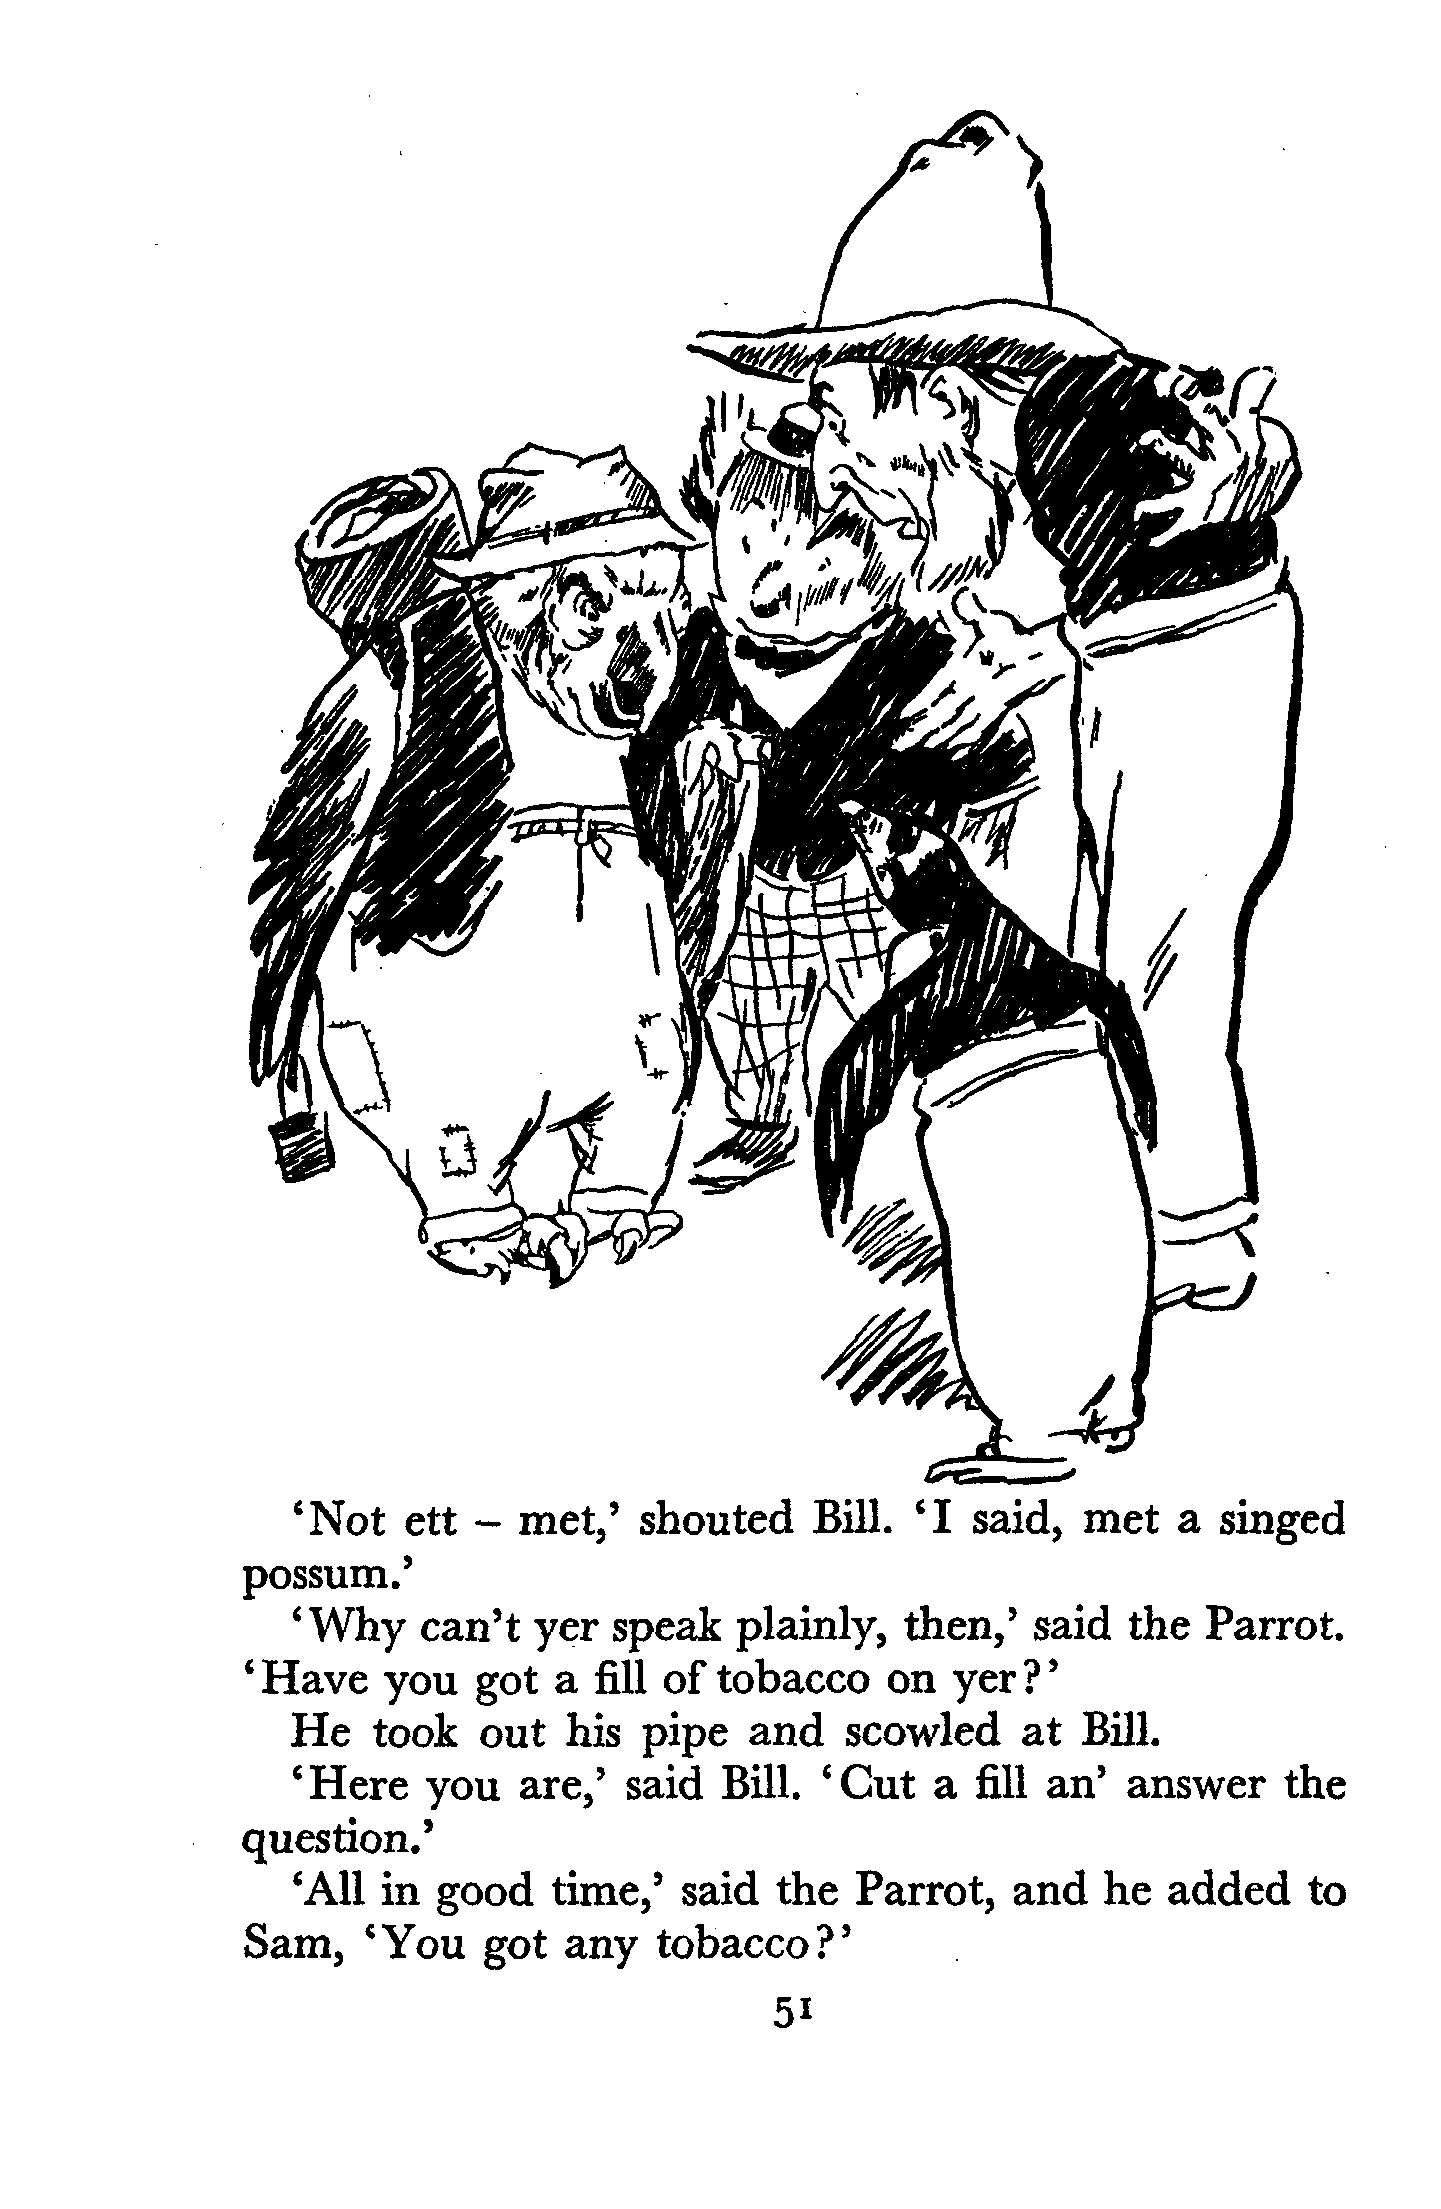 ‘Not ett – met,’ shouted Bill. ‘I said, met a singed
possum.’
‘Why can’t yer speak plainly, then,’ said the Parrot.
‘Have you got a fill of tobacco on yer?’
He took out his pipe and scowled at Bill.
‘Here you are,’ said Bill. ‘Cut a fill an’ answer the
question.’
‘All in good time,’ said the Parrot, and he added to
Sam, ‘You got any tobacco?’
51